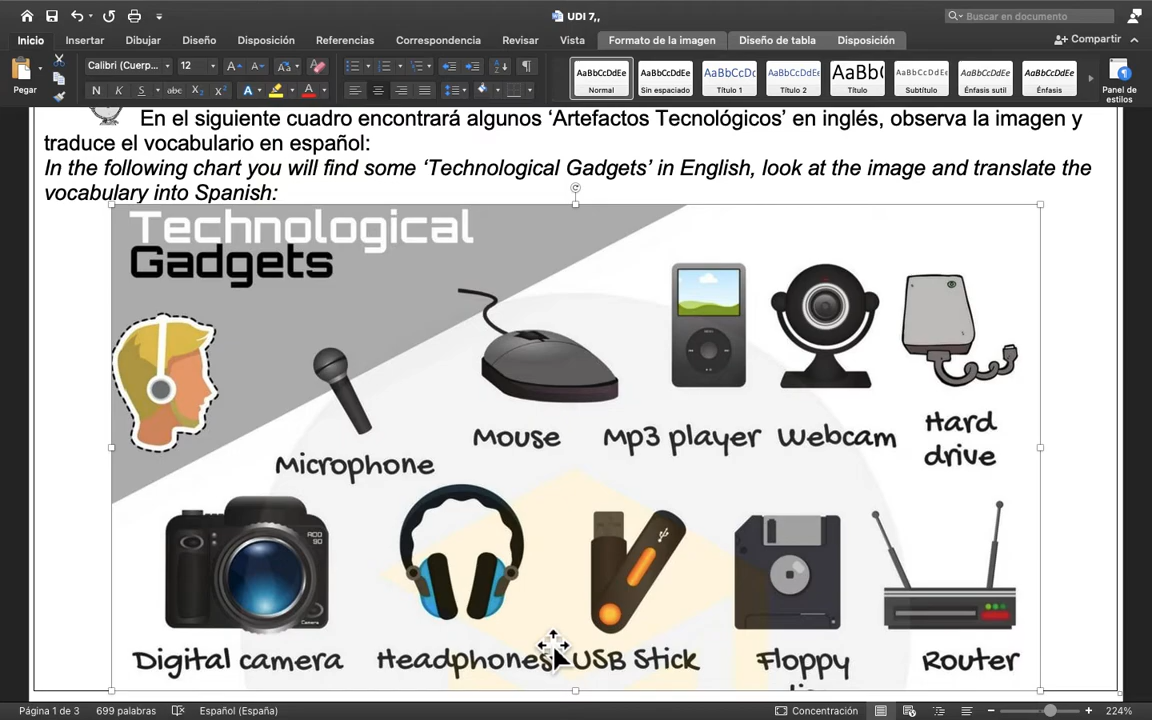 UDI 7,,
Buscar en documento
Inicio Insertar Dibujar Diseño Disposición Referencias Correspondencia Revisar Vista Formato de la imagen Diseño de tabla Disposición Compartir
Pegar
Calibri (Cuerp... 12
N K S abc X₂ X²
AaBbCcDdEe AaBbCcDdEe AaBbCcDc AaBbCcDdEe AaBb( AaBbCcDdEe AaBbCcDdEe AaBbCcDdEe
Normal Sin espaciado Título 1 Título 2 Título Subtítulo Énfasis sutil Énfasis
Panel de
estilos
En el siguiente cuadro encontrará algunos ‘Artefactos Tecnológicos’ en inglés, observa la imagen y
traduce el vocabulario en español:
In the following chart you will find some ‘Technological Gadgets’ in English, look at the image and translate the
vocabulary into Spanish:
Technological
Gadgets
Microphone
Mouse
Mp3 player
Webcam
Hard
drive
Digital camera
Headphones
USB Stick
Floppy
Router
Página 1 de 3 699 palabras Español (España) Concentración 224%